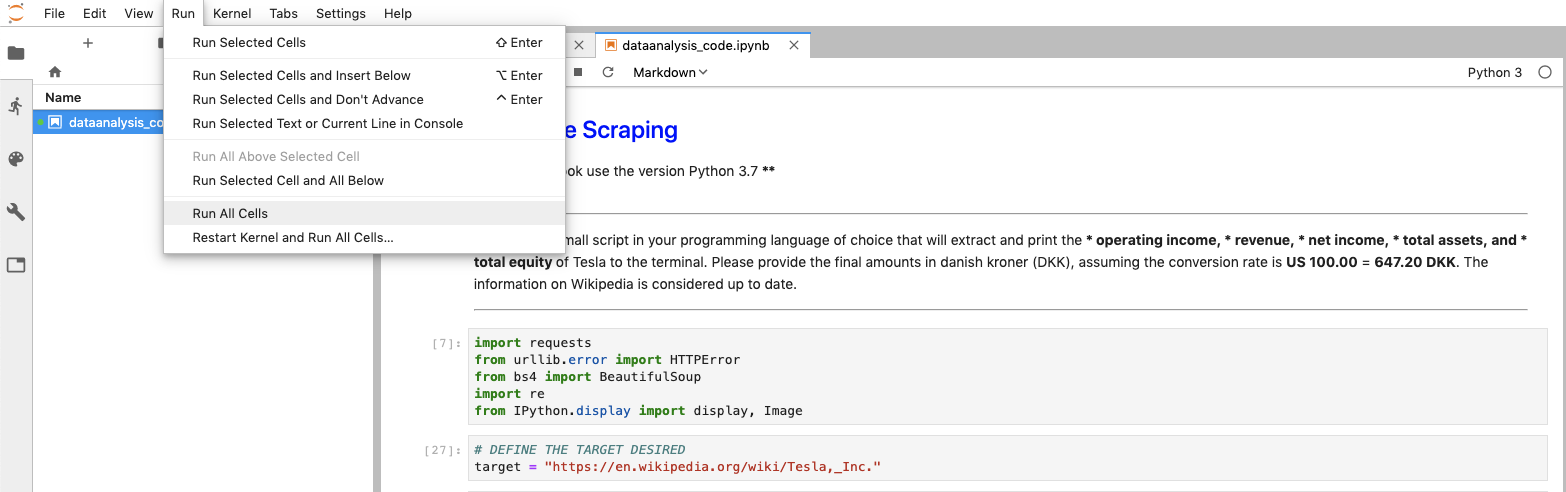 File Edit View Run Kernel Tabs Settings Help
Run Selected Cells ⇧ Enter
Run Selected Cells and Insert Below ⌥ Enter
Run Selected Cells and Don't Advance ^ Enter
Run Selected Text or Current Line in Console
Run All Above Selected Cell
Run Selected Cell and All Below
Run All Cells
Restart Kernel and Run All Cells...
Name
dataanalysis_co
dataanalysis_code.ipynb
Markdown
Python 3
e Scraping
ok use the version Python 3.7 **
mall script in your programming language of choice that will extract and print the * operating income, * revenue, * net income, * total assets, and *
total equity of Tesla to the terminal. Please provide the final amounts in danish kroner (DKK), assuming the conversion rate is US 100.00 = 647.20 DKK. The
information on Wikipedia is considered up to date.
[7]:
import requests
from urllib.error import HTTPError
from bs4 import BeautifulSoup
import re
from IPython.display import display, Image
[27]:
# DEFINE THE TARGET DESIRED
target = "https://en.wikipedia.org/wiki/Tesla,_Inc."